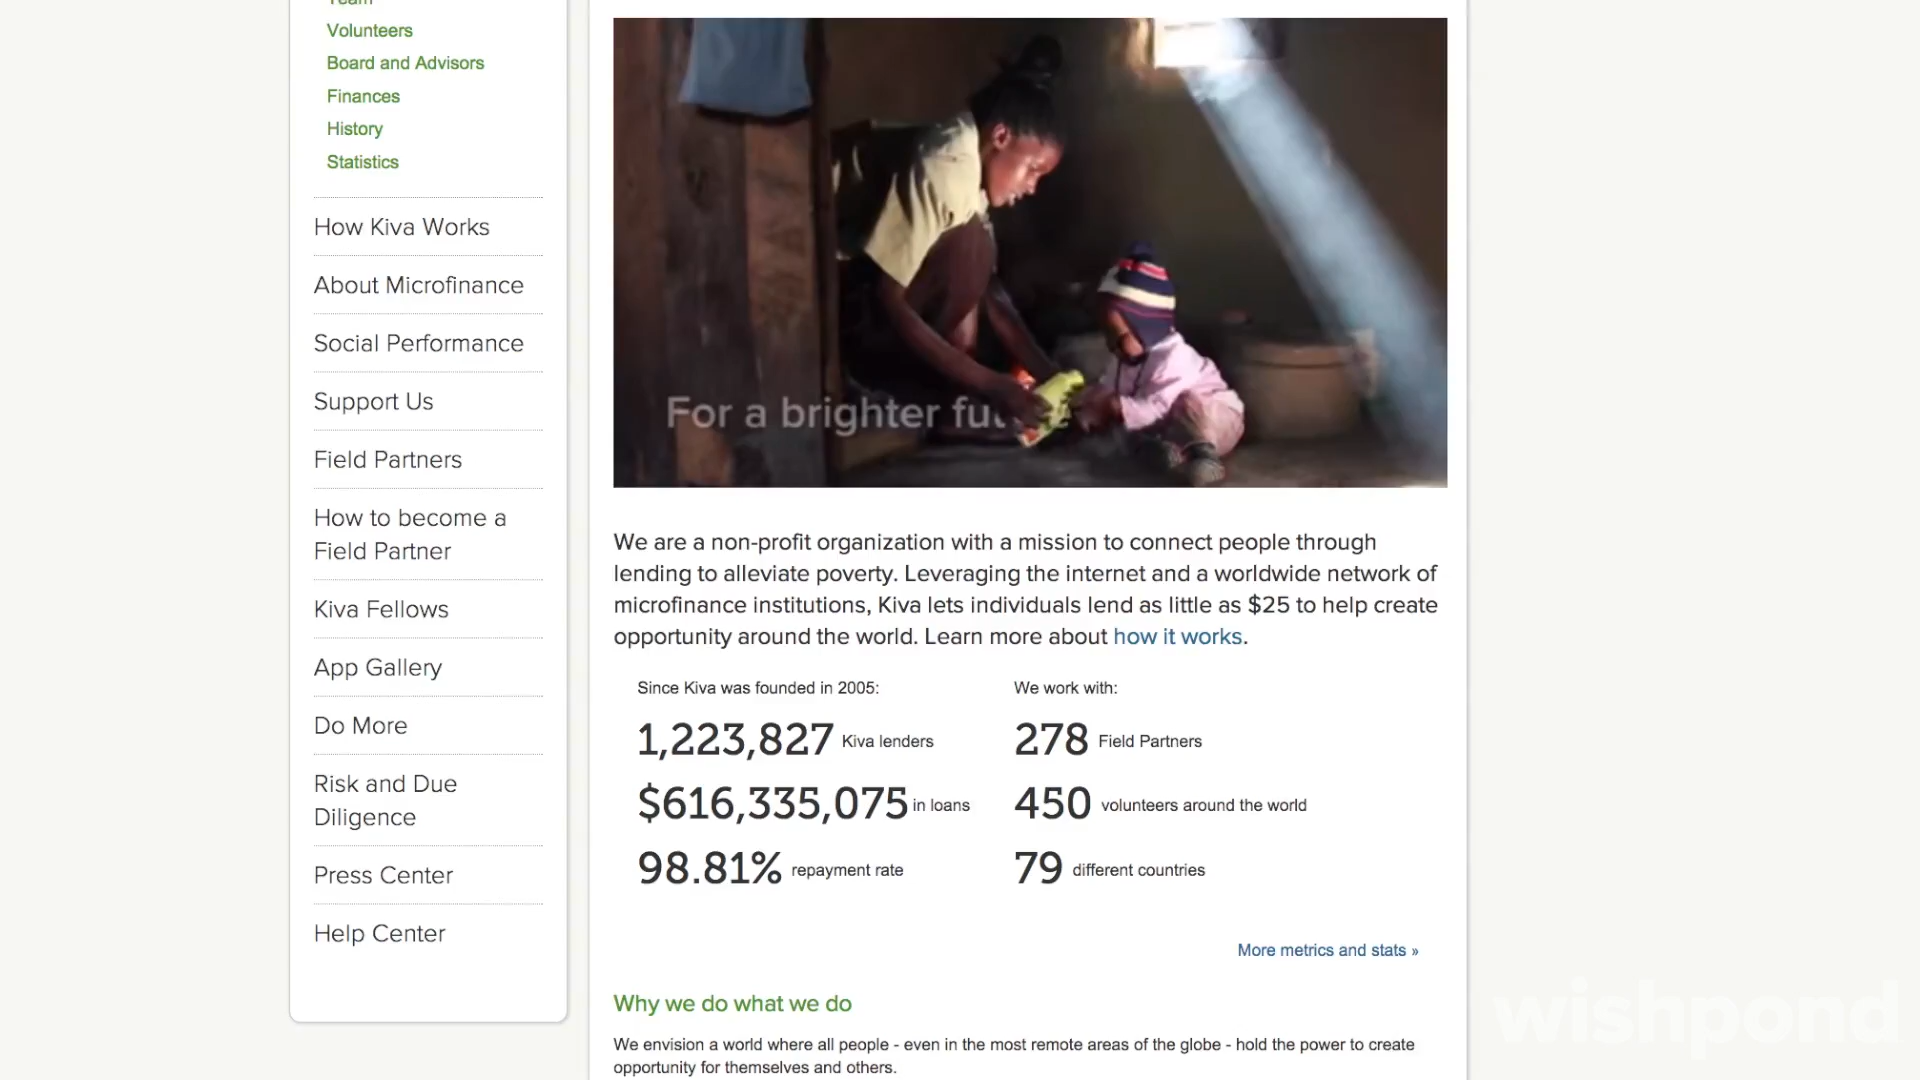 Team
Volunteers
Board and Advisors
Finances
History
Statistics
How Kiva Works
About Microfinance
Social Performance
Support Us
Field Partners
How to become a
Field Partner
Kiva Fellows
App Gallery
Do More
Risk and Due
Diligence
Press Center
Help Center
For a brighter fut
We are a non-profit organization with a mission to connect people through
lending to alleviate poverty. Leveraging the internet and a worldwide network of
microfinance institutions, Kiva lets individuals lend as little as $25 to help create
opportunity around the world. Learn more about how it works.
Since Kiva was founded in 2005:
1,223,827 Kiva lenders
$616,335,075 in loans
98.81% repayment rate
We work with:
278 Field Partners
450 volunteers around the world
79 different countries
More metrics and stats »
Why we do what we do
We envision a world where all people - even in the most remote areas of the globe - hold the power to create
opportunity for themselves and others.
wishpond